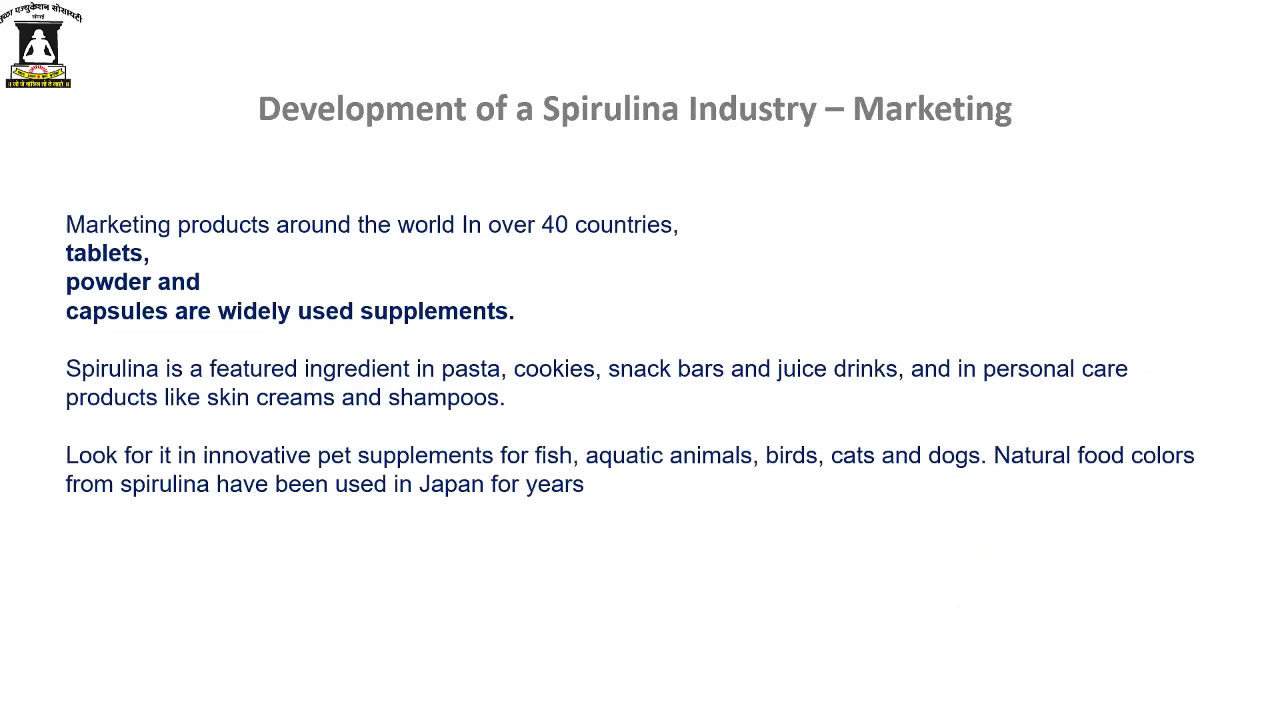 एज्युकेशन सोसायटी
Development of a Spirulina Industry – Marketing
Marketing products around the world In over 40 countries,
tablets,
powder and
capsules are widely used supplements.
Spirulina is a featured ingredient in pasta, cookies, snack bars and juice drinks, and in personal care
products like skin creams and shampoos.
Look for it in innovative pet supplements for fish, aquatic animals, birds, cats and dogs. Natural food colors
from spirulina have been used in Japan for years